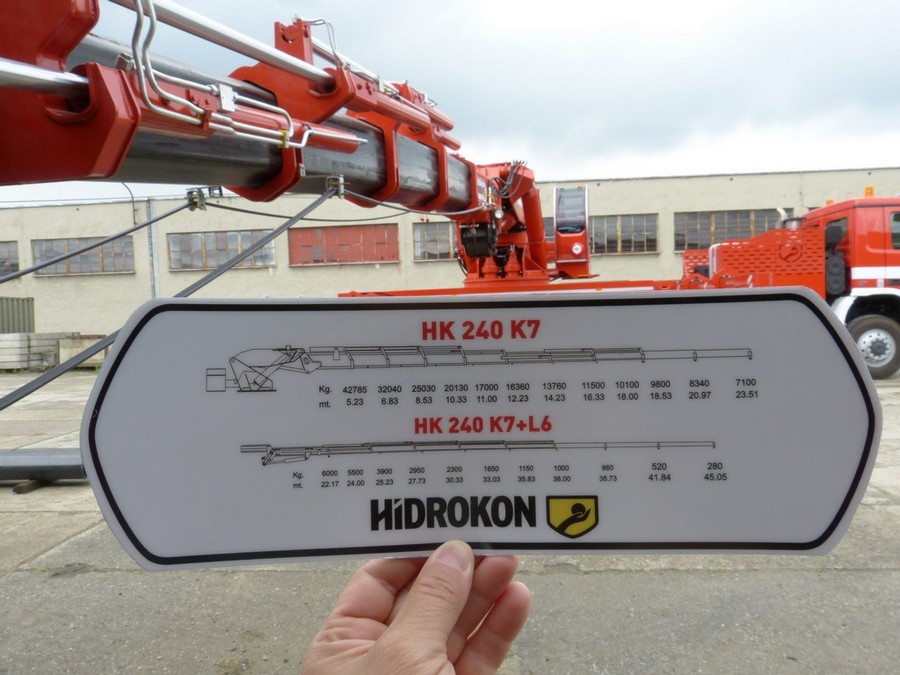 HK 240 K7
Kg. 42785 32040 25030 20130 17000 16360 13760 11500 10100 9800 8340 7100
mt. 5.23 6.83 8.53 10.33 11.00 12.23 14.23 16.33 18.00 18.53 20.97 23.51
HK 240 K7+L6
Kg. 6000 5500 3900 2950 2300 1650 1150 1000 860 520 280
mt. 22.17 24.00 25.23 27.73 30.33 33.03 35.83 38.00 38.73 41.84 45.05
HiDROKON